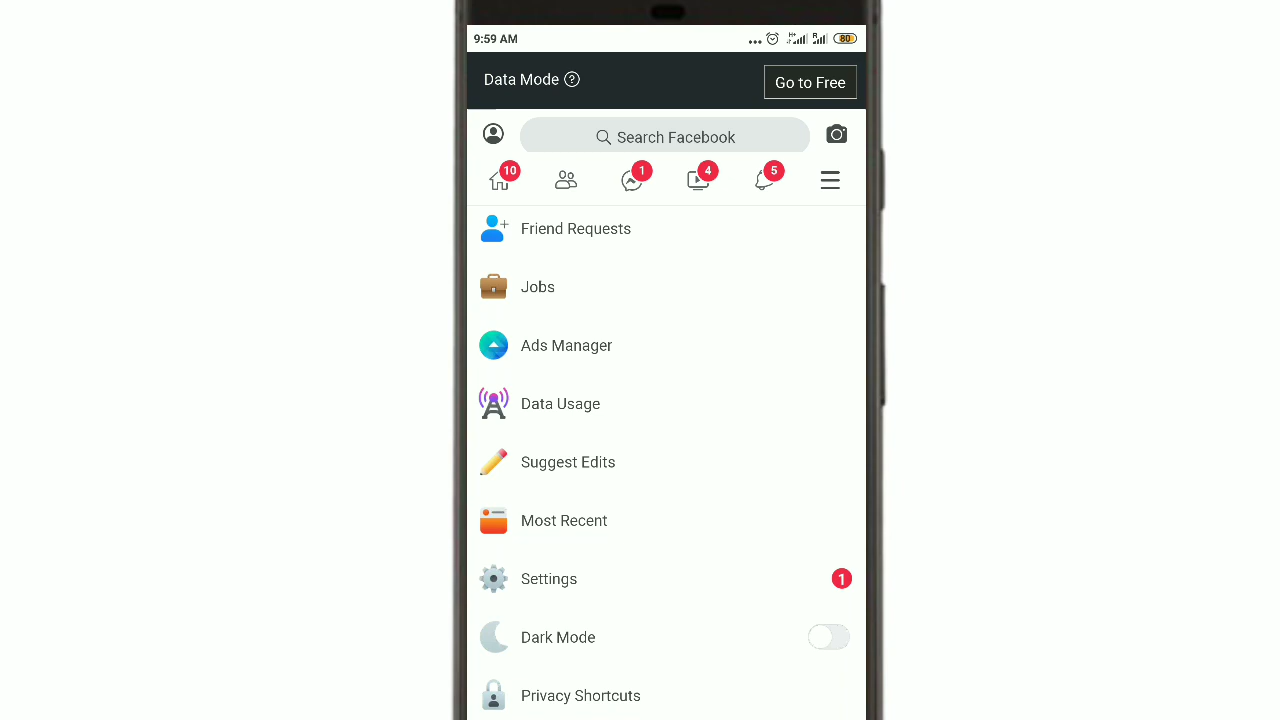 9:59 AM
H+ R 80
Data Mode ?
Go to Free
Search Facebook
10 1 4 5
Friend Requests
Jobs
Ads Manager
Data Usage
Suggest Edits
Most Recent
Settings 1
Dark Mode
Privacy Shortcuts